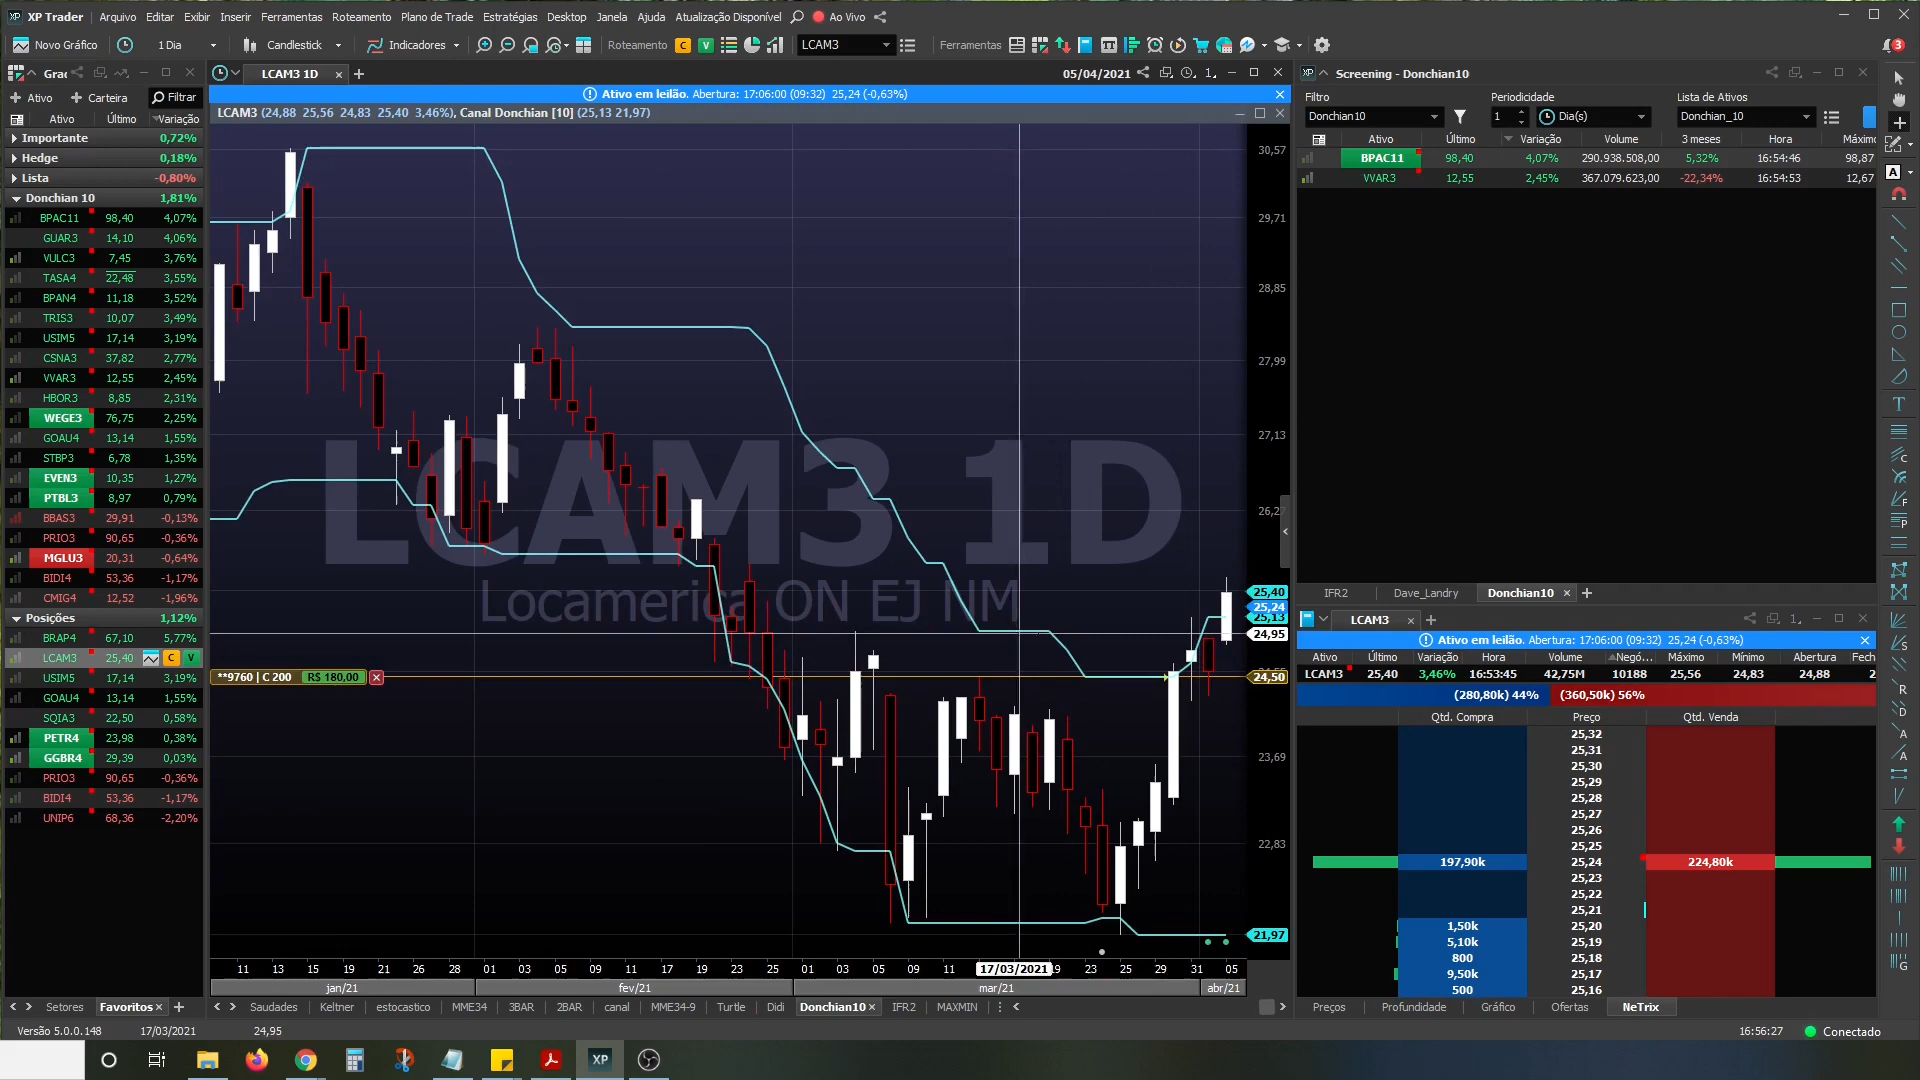 XP Trader Arquivo Editar Exibir Inserir Ferramentas Roteamento Plano de Trade Estratégias Desktop Janela Ajuda Atualização Disponível Ao Vivo
Novo Gráfico 1 Dia Candlestick Indicadores Roteamento C V LCAM3 Ferramentas 3
Grac
Ativo Carteira Filtrar
Ativo Último Variação
Importante 0,72%
Hedge 0,18%
Lista -0,80%
Donchian 10 1,81%
BPAC11 98,40 4,07%
GUAR3 14,10 4,06%
VULC3 7,45 3,76%
TASA4 22,48 3,55%
BPAN4 11,18 3,52%
TRIS3 10,07 3,49%
USIM5 17,14 3,19%
CSNA3 37,82 2,77%
VVAR3 12,55 2,45%
HBOR3 8,85 2,31%
WEGE3 76,75 2,25%
GOAU4 13,14 1,55%
STBP3 6,78 1,35%
EVEN3 10,35 1,27%
PTBL3 8,97 0,79%
BBAS3 29,91 -0,13%
PRIO3 90,65 -0,36%
MGLU3 20,31 -0,64%
BIDI4 53,36 -1,17%
CMIG4 12,52 -1,96%
Posições 1,12%
BRAP4 67,10 5,77%
LCAM3 25,40 C V
USIM5 17,14 3,19%
GOAU4 13,14 1,55%
SQIA3 22,50 0,58%
PETR4 23,98 0,38%
GGBR4 29,39 0,03%
PRIO3 90,65 -0,36%
BIDI4 53,36 -1,17%
UNIP6 68,36 -2,20%
Setores Favoritos
LCAM3 1D 05/04/2021 1
Ativo em leilão. Abertura: 17:06:00 (09:32) 25,24 (-0,63%)
LCAM3 (24,88 25,56 24,83 25,40 3,46%), Canal Donchian [10] (25,13 21,97)
30,57
29,71
28,85
27,99
27,13
26,27
25,40
25,24
25,13
24,95
24,50
23,69
22,83
21,97
LCAM3 1D
Locamerica ON EJ NM
**9760 | C 200 R$ 180,00
11 13 15 19 22 26 28 01 03 05 09 11 17 19 23 25 01 03 05 09 11 17/03/2021 23 25 29 31 05
jan/21 fev/21 mar/21 abr/21
Saudades Keltner estocastico MME34 3BAR 2BAR canal MME34-9 Turtle Didi Donchian10 IFR2 MAXMIN
Screening - Donchian10
Filtro Periodicidade Lista de Ativos
Donchian10 1 Dia(s) Donchian_10
Ativo Último Variação Volume 3 meses Hora Máximo
BPAC11 98,40 4,07% 290.938.508,00 5,32% 16:54:46 98,87
VVAR3 12,55 2,45% 367.079.623,00 -22,34% 16:54:53 12,67
IFR2 Dave_Landry Donchian10
LCAM3 1
Ativo em leilão. Abertura: 17:06:00 (09:32) 25,24 (-0,63%)
Ativo Último Variação Hora Volume Negó... Máximo Mínimo Abertura Fech
LCAM3 25,40 3,46% 16:53:45 42,75M 10188 25,56 24,83 24,88 2
(280,80k) 44% (360,50k) 56%
Qtd. Compra Preço Qtd. Venda
25,32
25,31
25,30
25,29
25,28
25,27
25,26
25,25
197,90k 25,24 224,80k
25,23
25,22
25,21
1,50k 25,20
5,10k 25,19
800 25,18
9,50k 25,17
500 25,16
Preços Profundidade Gráfico Ofertas NeTrix
Versão 5.0.0.148 17/03/2021 24,95 16:56:27 Conectado
XP